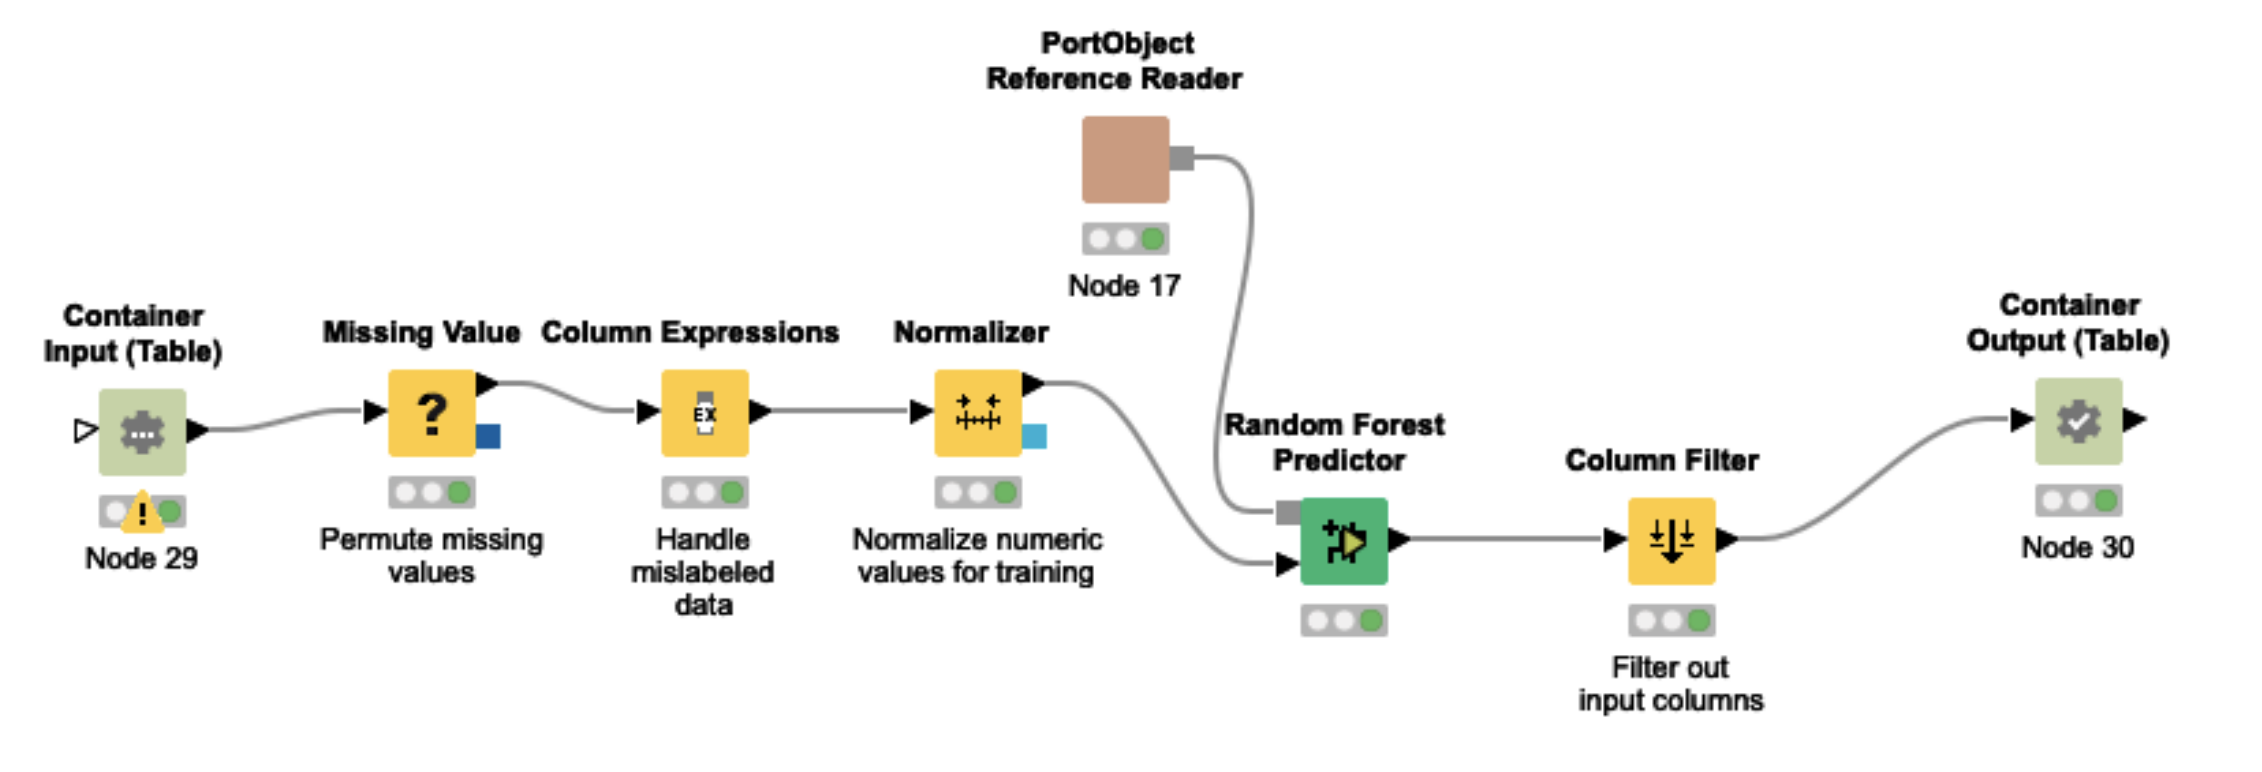 PortObject
Reference Reader
Node 17
Container
Input (Table)
Node 29
Missing Value
?
Permute missing
values
Column Expressions
EX
Handle
mislabeled
data
Normalizer
Normalize numeric
values for training
Random Forest
Predictor
Column Filter
Filter out
input columns
Container
Output (Table)
Node 30